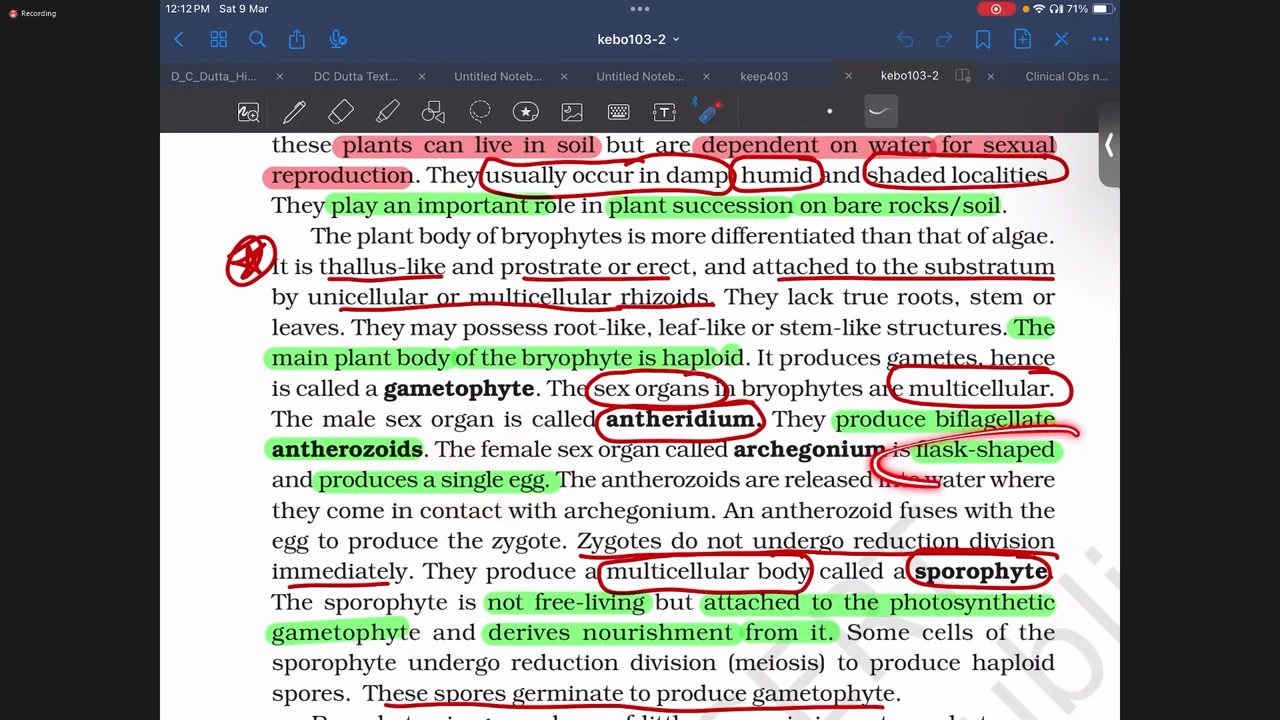 Recording
12:12 PM Sat 9 Mar
71%
kebo103-2
D_C_Dutta_Hi...
DC Dutta Text...
Untitled Noteb...
Untitled Noteb...
keep403
kebo103-2
Clinical Obs n...
these plants can live in soil but are dependent on water for sexual
reproduction. They usually occur in damp, humid and shaded localities.
They play an important role in plant succession on bare rocks/soil.
The plant body of bryophytes is more differentiated than that of algae.
It is thallus-like and prostrate or erect, and attached to the substratum
by unicellular or multicellular rhizoids. They lack true roots, stem or
leaves. They may possess root-like, leaf-like or stem-like structures. The
main plant body of the bryophyte is haploid. It produces gametes, hence
is called a gametophyte. The sex organs in bryophytes are multicellular.
The male sex organ is called antheridium. They produce biflagellate
antherozoids. The female sex organ called archegonium is flask-shaped
and produces a single egg. The antherozoids are released into water where
they come in contact with archegonium. An antherozoid fuses with the
egg to produce the zygote. Zygotes do not undergo reduction division
immediately. They produce a multicellular body called a sporophyte.
The sporophyte is not free-living but attached to the photosynthetic
gametophyte and derives nourishment from it. Some cells of the
sporophyte undergo reduction division (meiosis) to produce haploid
spores. These spores germinate to produce gametophyte.